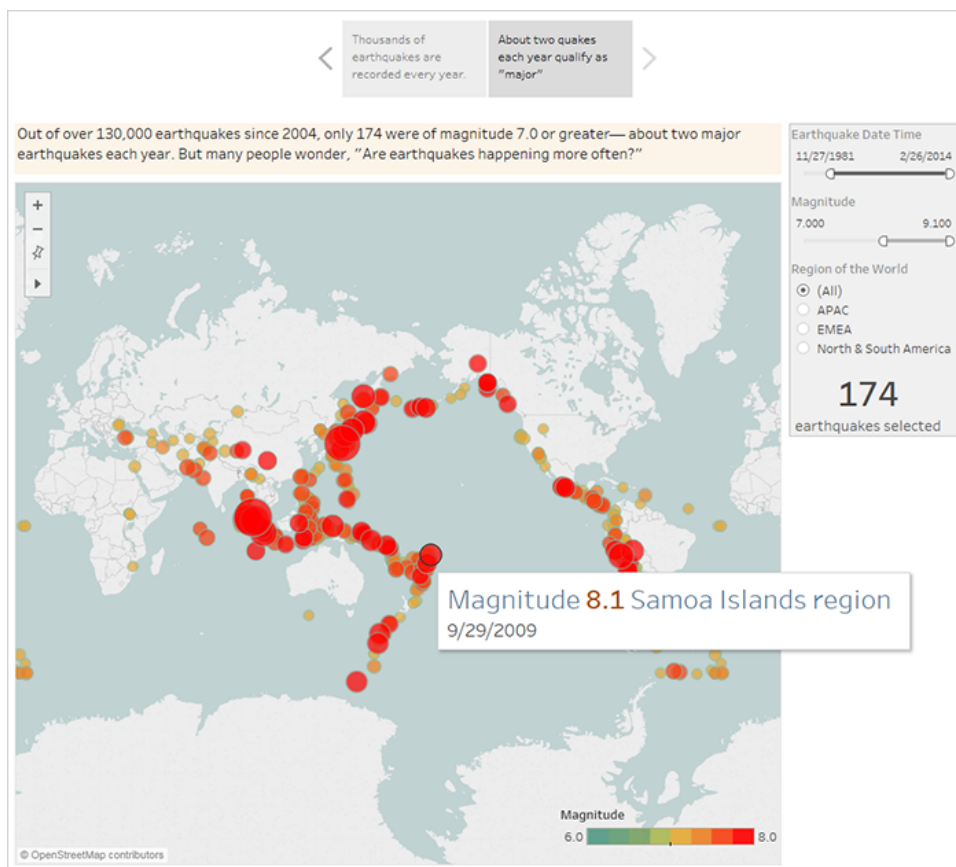 Thousands of
earthquakes are
recorded every year.
About two quakes
each year qualify as
"major"
Out of over 130,000 earthquakes since 2004, only 174 were of magnitude 7.0 or greater— about two major
earthquakes each year. But many people wonder, "Are earthquakes happening more often?"
Earthquake Date Time
11/27/1981 2/26/2014
Magnitude
7.000 9.100
Region of the World
(All)
APAC
EMEA
North & South America
174
earthquakes selected
Magnitude 8.1 Samoa Islands region
9/29/2009
Magnitude
6.0 8.0
© OpenStreetMap contributors